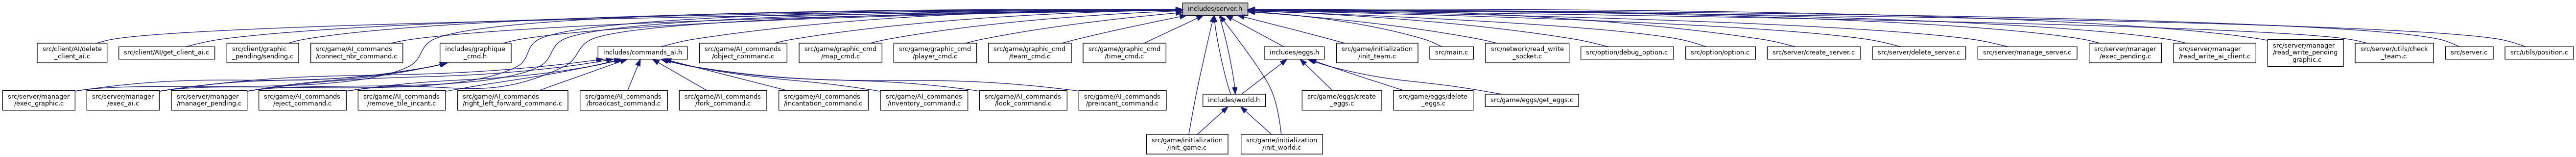 includes/server.h
src/client/AI/delete
_client_ai.c
src/client/AI/get_client_ai.c
src/client/graphic
_pending/sending.c
src/game/AI_commands
/connect_nbr_command.c
includes/graphique
_cmd.h
includes/commands_ai.h
src/game/AI_commands
/object_command.c
src/game/graphic_cmd
/map_cmd.c
src/game/graphic_cmd
/player_cmd.c
src/game/graphic_cmd
/team_cmd.c
src/game/graphic_cmd
/time_cmd.c
includes/eggs.h
src/game/initialization
/init_team.c
src/main.c
src/network/read_write
_socket.c
src/option/debug_option.c
src/option/option.c
src/server/create_server.c
src/server/delete_server.c
src/server/manage_server.c
src/server/manager
/exec_pending.c
src/server/manager
/read_write_ai_client.c
src/server/manager
/read_write_pending
_graphic.c
src/server/utils/check
_team.c
src/server.c
src/utils/position.c
src/server/manager
/exec_graphic.c
src/server/manager
/exec_ai.c
src/server/manager
/manager_pending.c
src/game/AI_commands
/eject_command.c
src/game/AI_commands
/remove_tile_incant.c
src/game/AI_commands
/right_left_forward_command.c
src/game/AI_commands
/broadcast_command.c
src/game/AI_commands
/fork_command.c
src/game/AI_commands
/incantation_command.c
src/game/AI_commands
/inventory_command.c
src/game/AI_commands
/look_command.c
src/game/AI_commands
/preincant_command.c
includes/world.h
src/game/eggs/create
_eggs.c
src/game/eggs/delete
_eggs.c
src/game/eggs/get_eggs.c
src/game/initialization
/init_game.c
src/game/initialization
/init_world.c